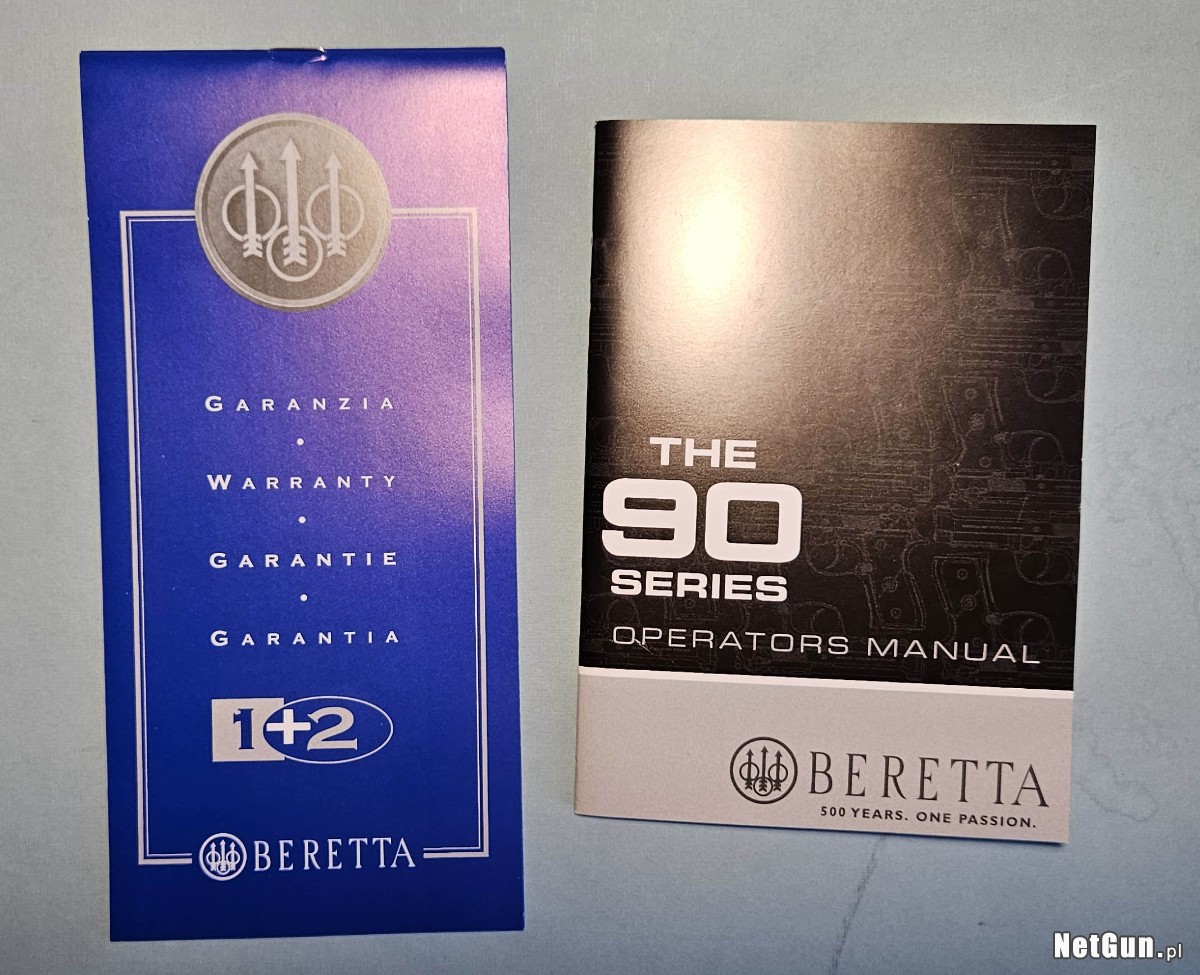 GARANZIA
WARRANTY
GARANTIE
GARANTIA
1+2
BERETTA
THE
90
SERIES
OPERATORS MANUAL
BERETTA
500 YEARS. ONE PASSION.
NetGun.pl